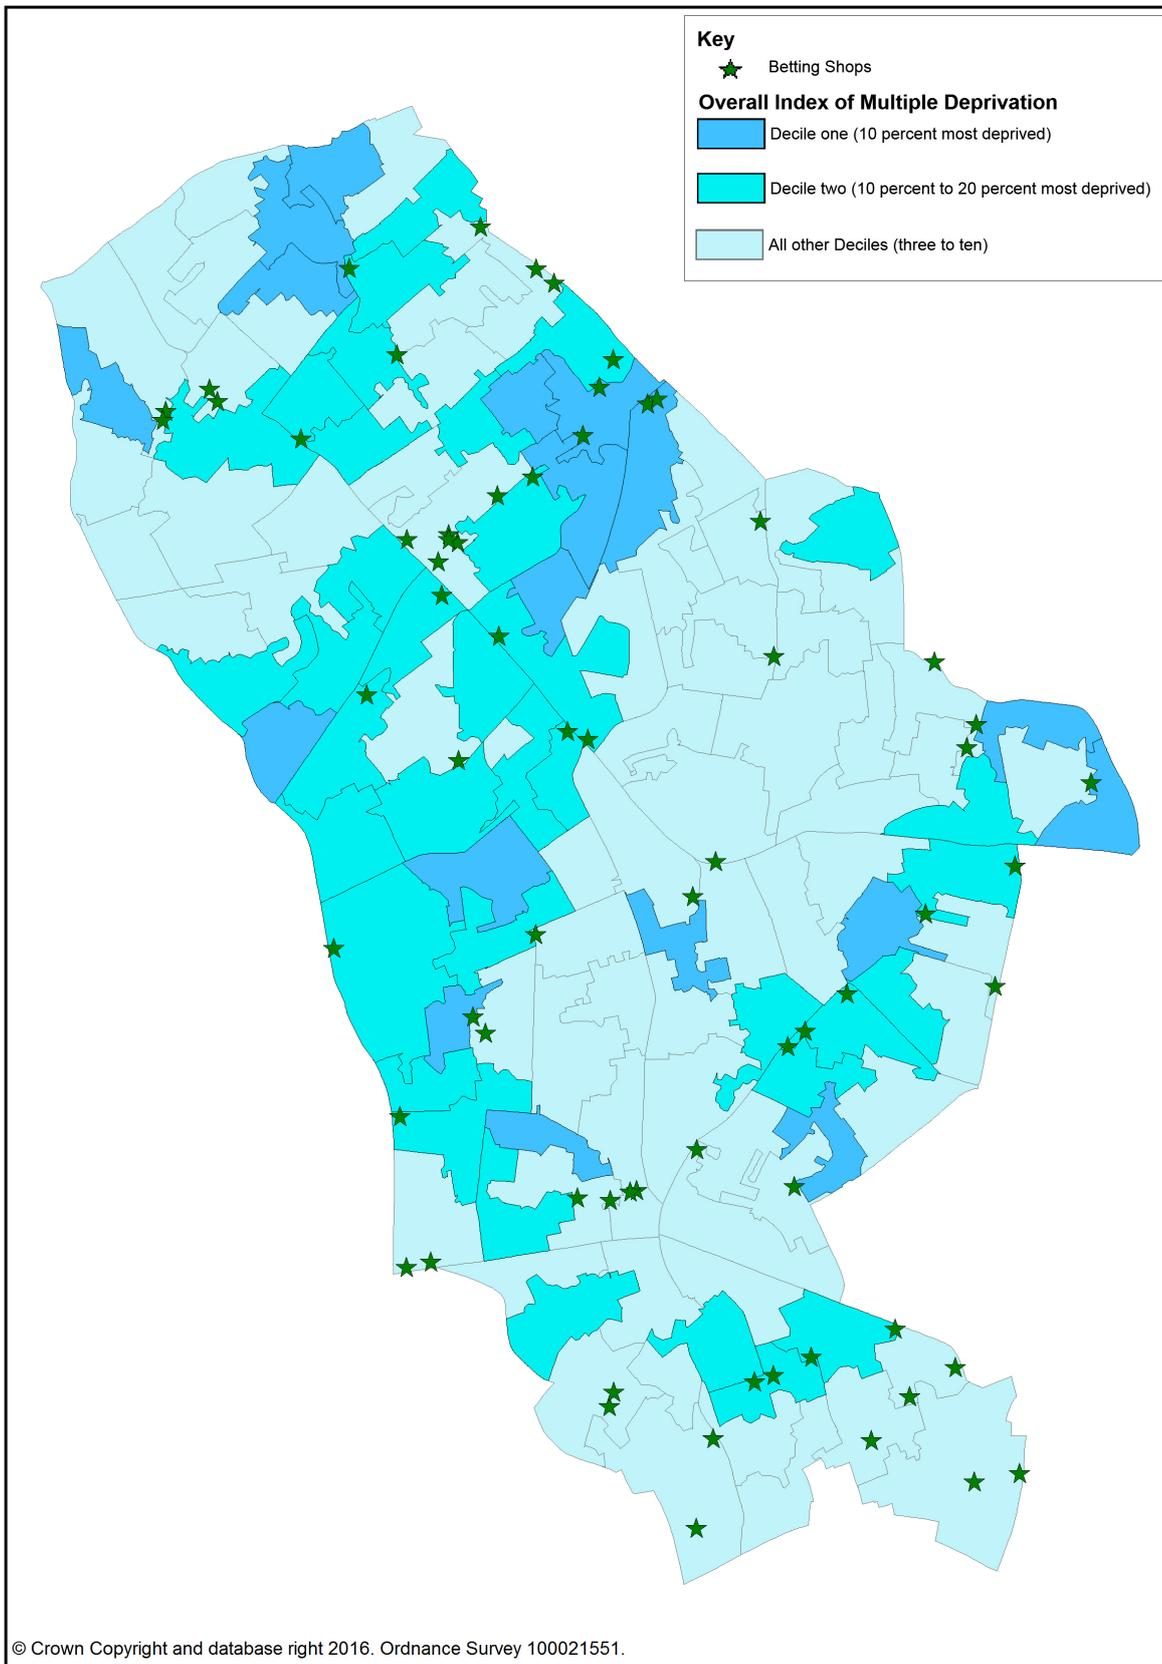 Key
Betting Shops
Overall Index of Multiple Deprivation
Decile one (10 percent most deprived)
Decile two (10 percent to 20 percent most deprived)
All other Deciles (three to ten)
© Crown Copyright and database right 2016. Ordnance Survey 100021551.